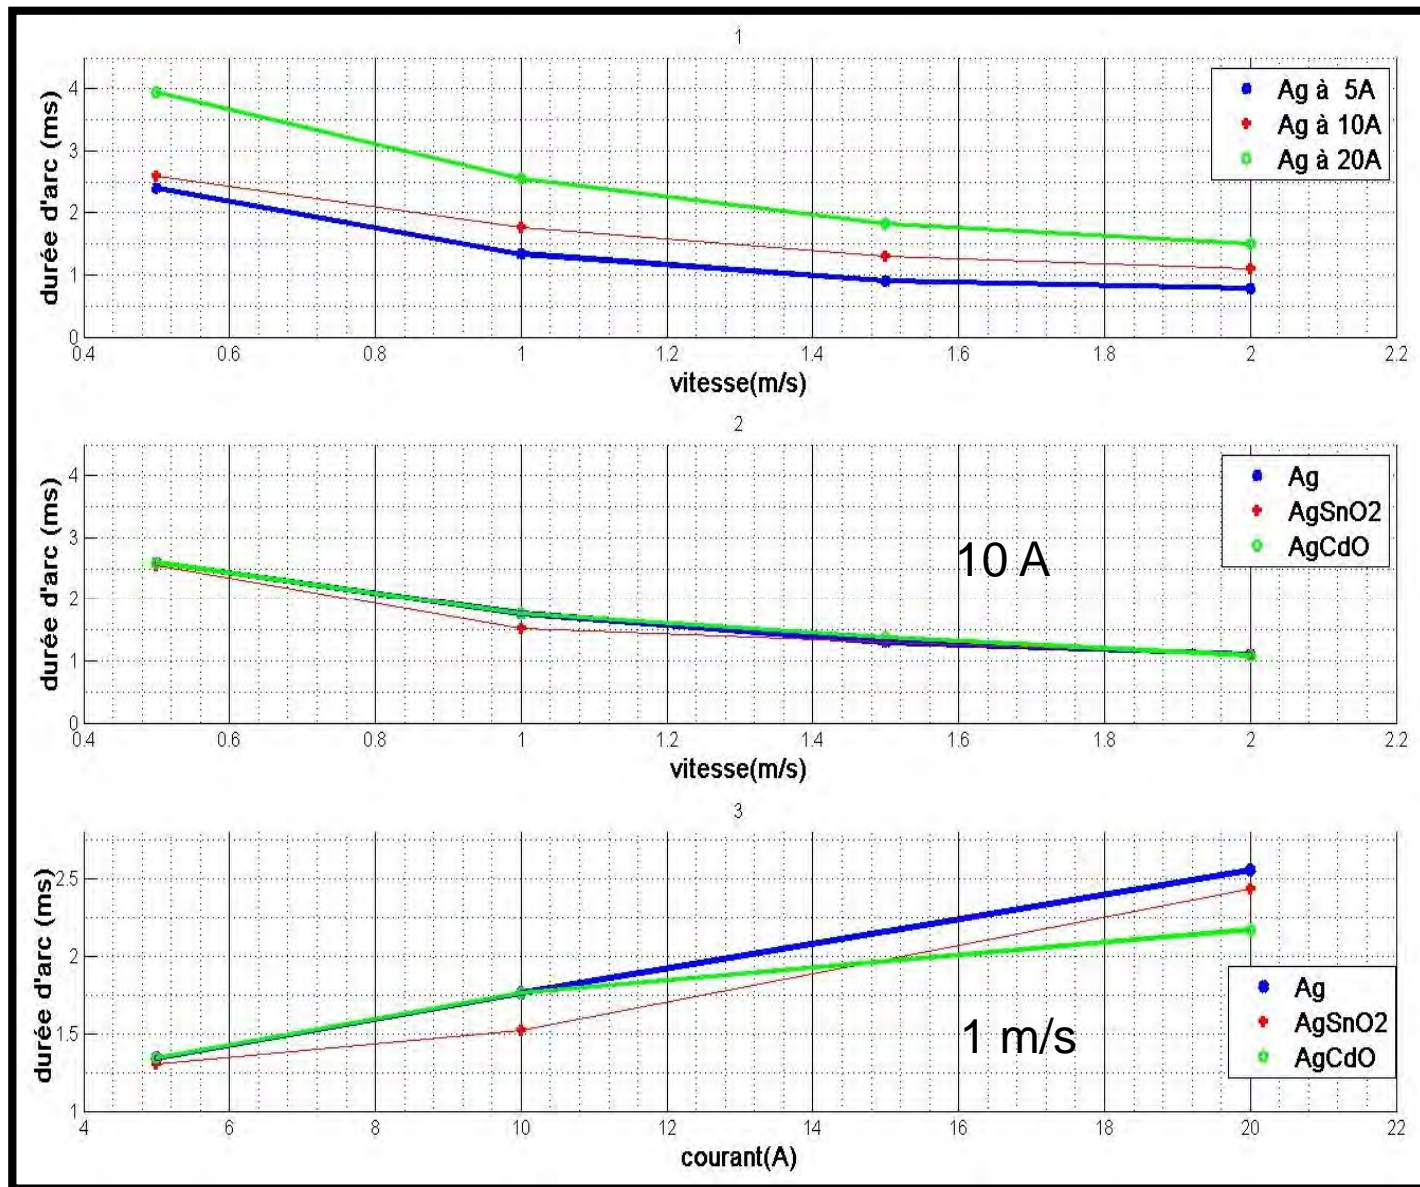 1
durée d'arc (ms)
4
3
2
1
0
0.4 0.6 0.8 1 1.2 1.4 1.6 1.8 2 2.2
vitesse(m/s)
Ag à 5A
Ag à 10A
Ag à 20A
2
durée d'arc (ms)
4
3
2
1
0
0.4 0.6 0.8 1 1.2 1.4 1.6 1.8 2 2.2
vitesse(m/s)
Ag
AgSnO2
AgCdO
10 A
3
durée d'arc (ms)
2.5
2
1.5
1
4 6 8 10 12 14 16 18 20 22
courant(A)
Ag
AgSnO2
AgCdO
1 m/s